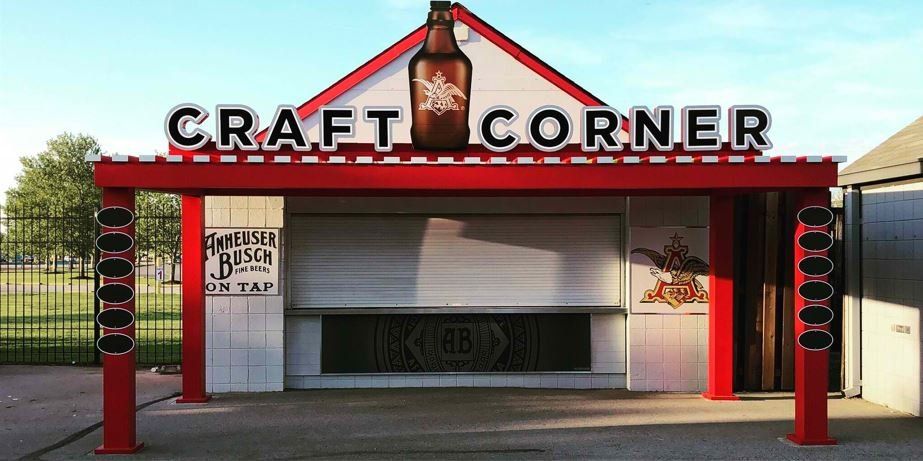 CRAFT CORNER
ANHEUSER
BUSCH
FINE BEERS
ON TAP
A
AB
A